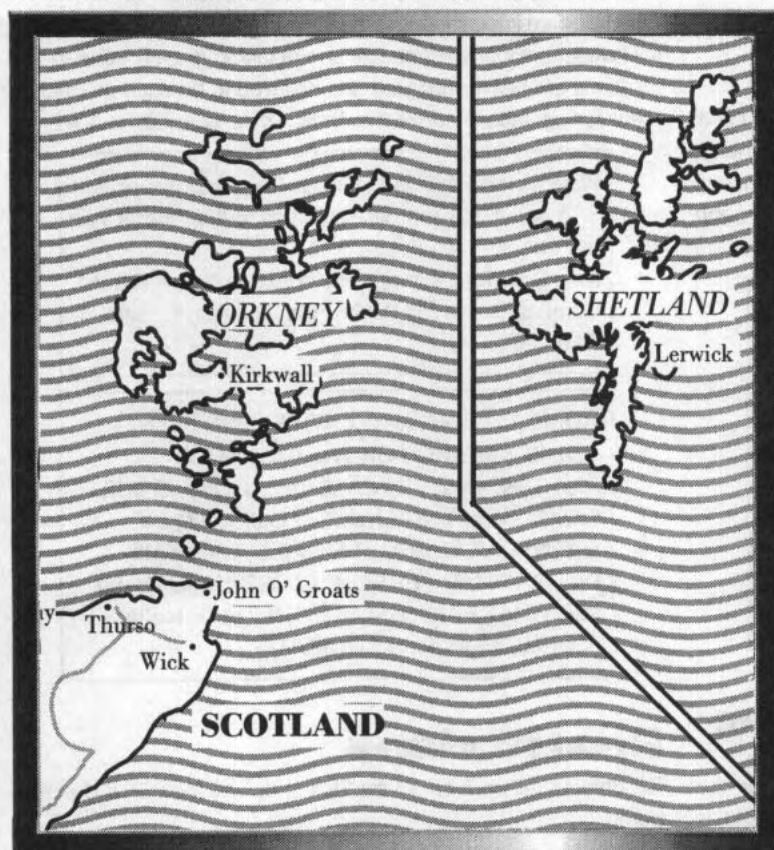 ORKNEY
SHETLAND
Lerwick
Kirkwall
John O' Groats
Thurso
Wick
SCOTLAND